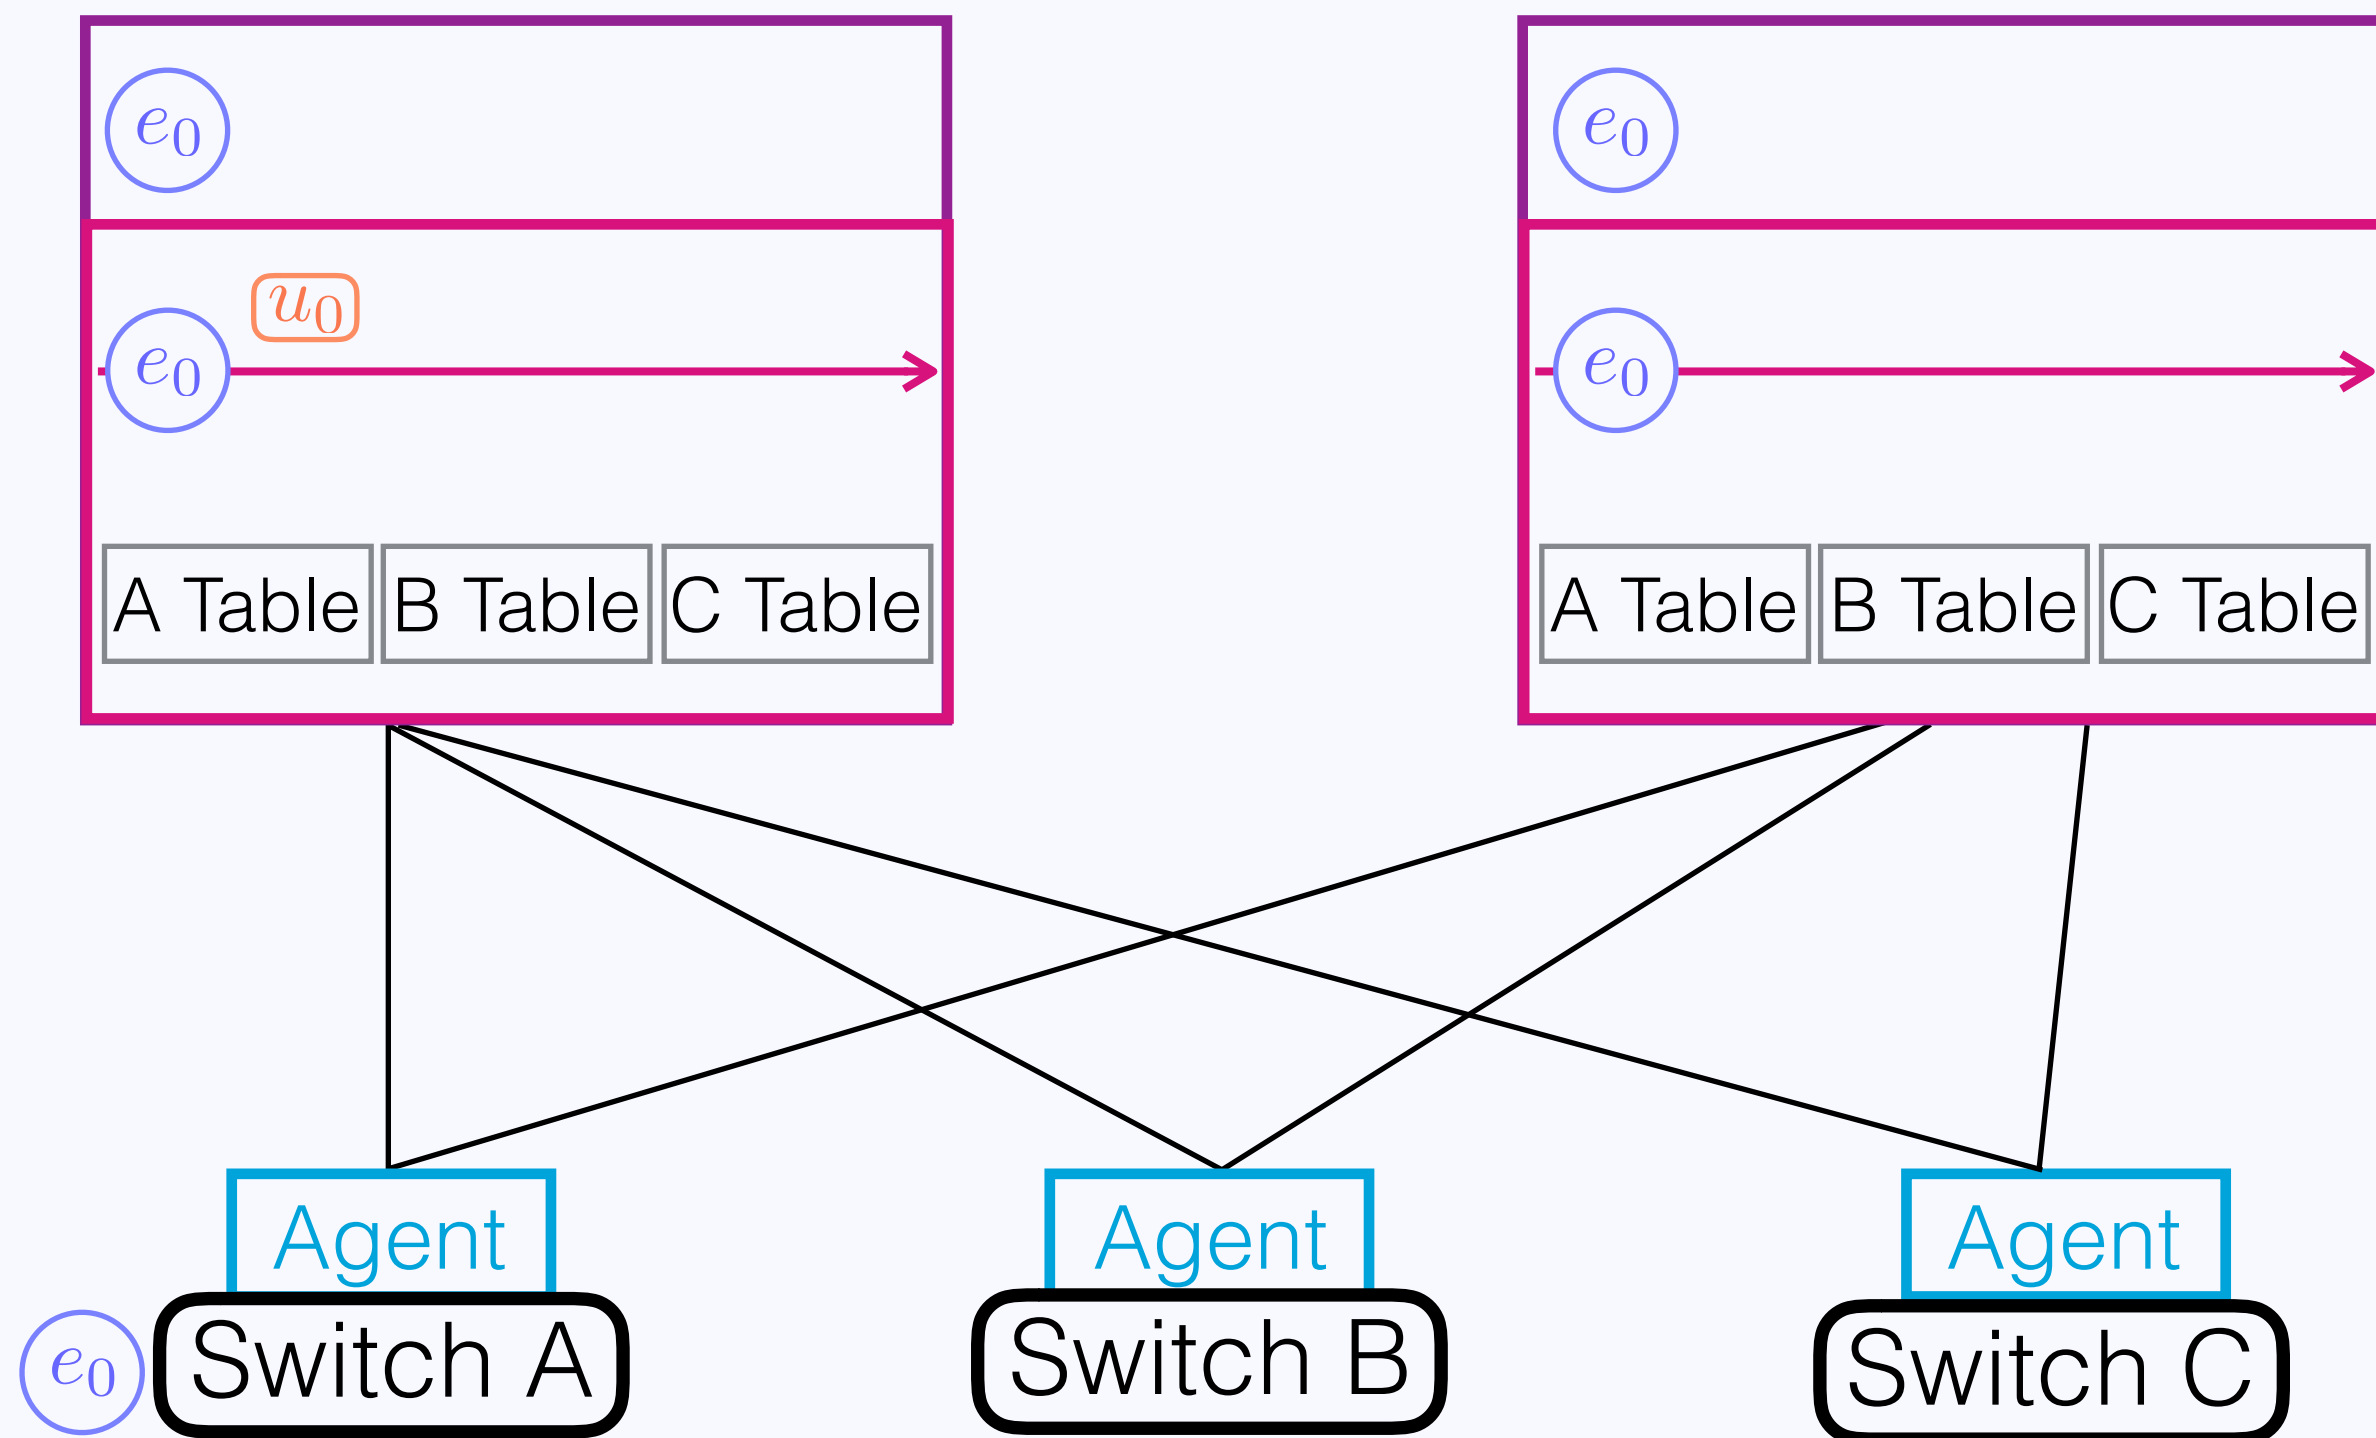 e0
e0
u0
e0
e0
A Table B Table C Table
A Table B Table C Table
Agent
Agent
Agent
Switch A
Switch B
Switch C
e0